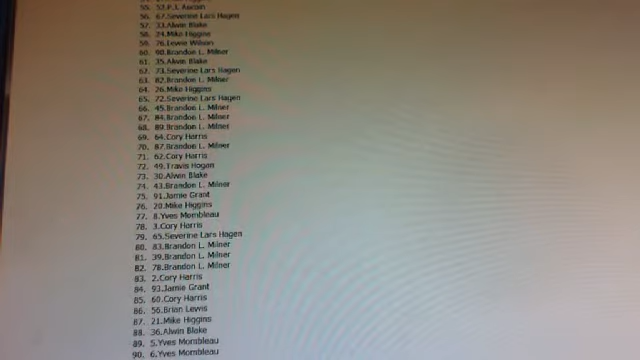 55. 52.P.J. Aucoin
56. 67.Severine Lars Hagen
57. 33.Alwin Blake
58. 24.Mike Higgins
59. 76.Lewie Wilson
60. 90.Brandon L. Milner
61. 35.Alwin Blake
62. 73.Severine Lars Hagen
63. 82.Brandon L. Milner
64. 26.Mike Higgins
65. 72.Severine Lars Hagen
66. 45.Brandon L. Milner
67. 84.Brandon L. Milner
68. 89.Brandon L. Milner
69. 64.Cory Harris
70. 87.Brandon L. Milner
71. 62.Cory Harris
72. 49.Travis Hogan
73. 30.Alwin Blake
74. 43.Brandon L. Milner
75. 91.Jamie Grant
76. 20.Mike Higgins
77. 8.Yves Mombleau
78. 3.Cory Harris
79. 65.Severine Lars Hagen
80. 83.Brandon L. Milner
81. 39.Brandon L. Milner
82. 78.Brandon L. Milner
83. 2.Cory Harris
84. 93.Jamie Grant
85. 60.Cory Harris
86. 56.Brian Lewis
87. 21.Mike Higgins
88. 36.Alwin Blake
89. 5.Yves Mombleau
90. 6.Yves Mombleau